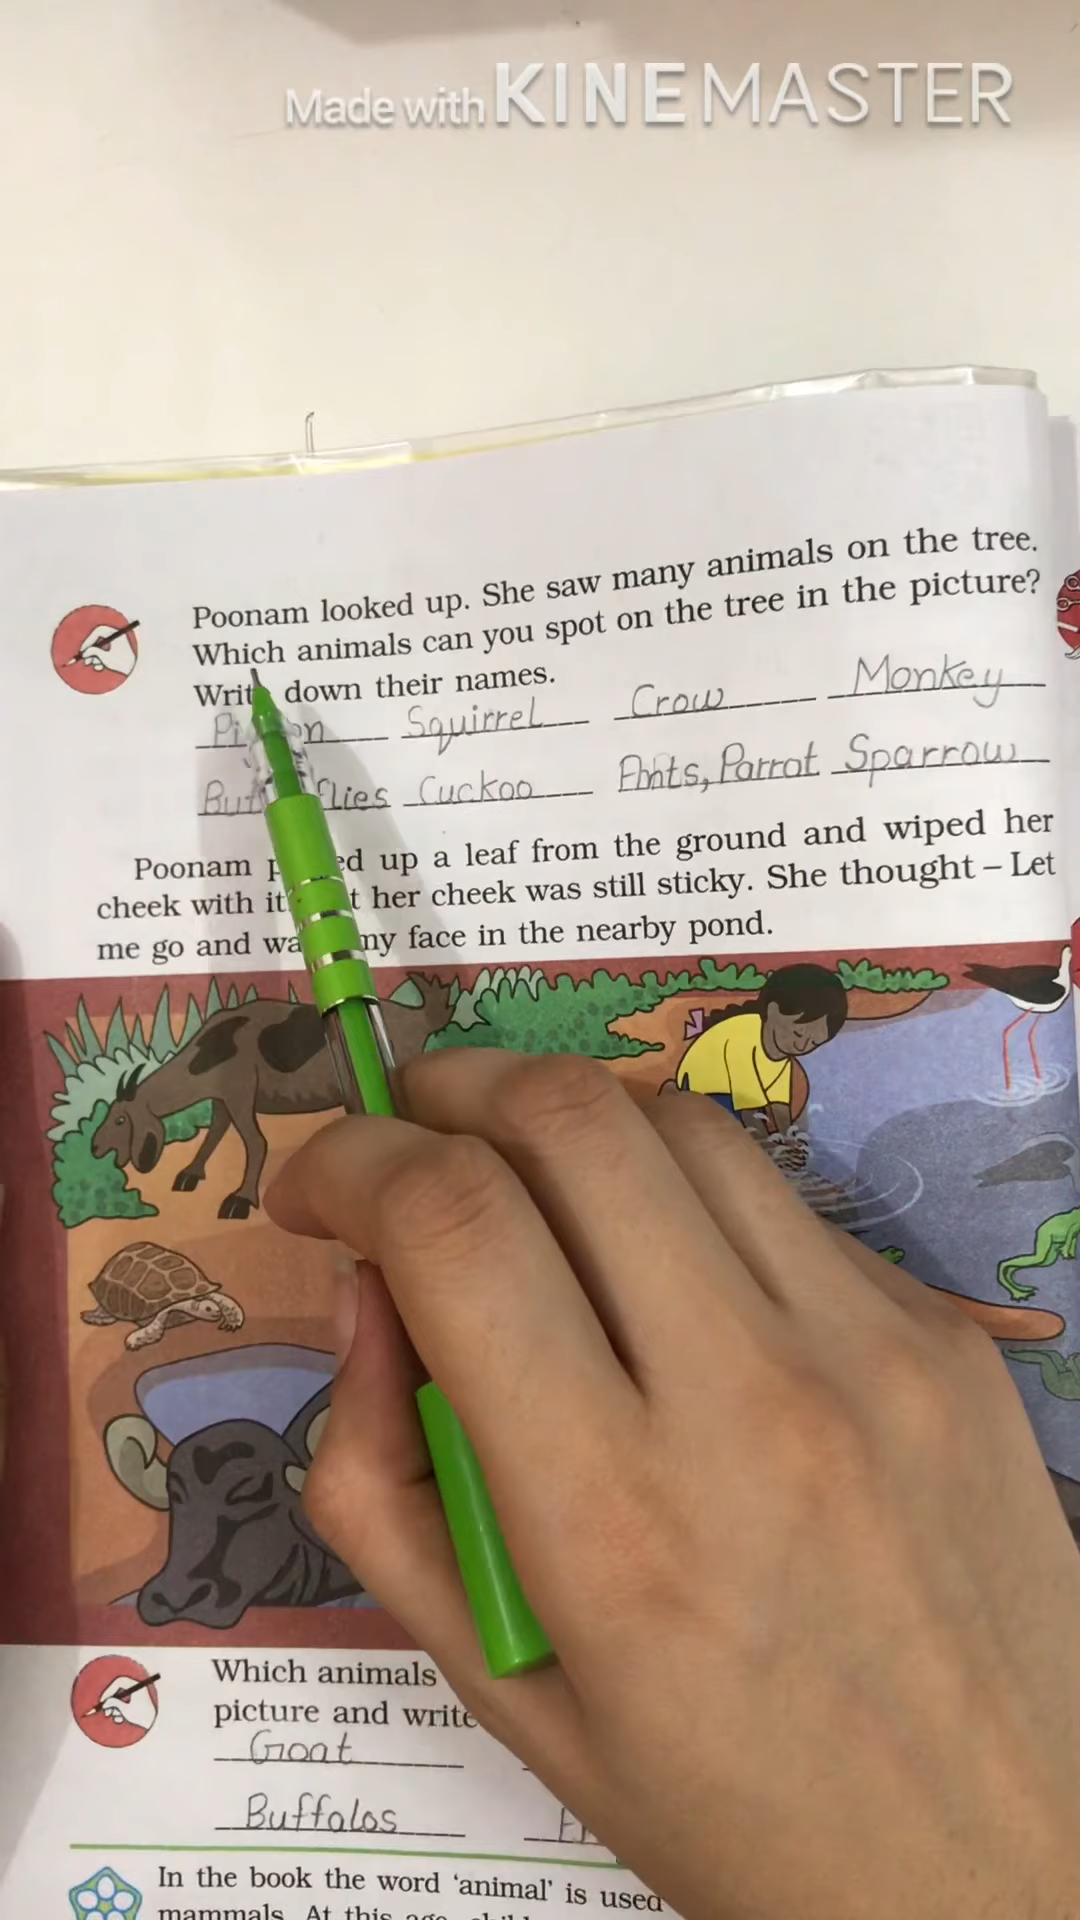 Made with KINEMASTER
Poonam looked up. She saw many animals on the tree.
Which animals can you spot on the tree in the picture?
down their names.
Squirrel Crow Monkey
Cuckoo Ants, Parrot Sparrow
Poonam up a leaf from the ground and wiped her
cheek with it her cheek was still sticky. She thought – Let
me go and my face in the nearby pond.
Which animals
picture and write
Goat
Buffalos
In the book the word 'animal' is used
mammals. At this age